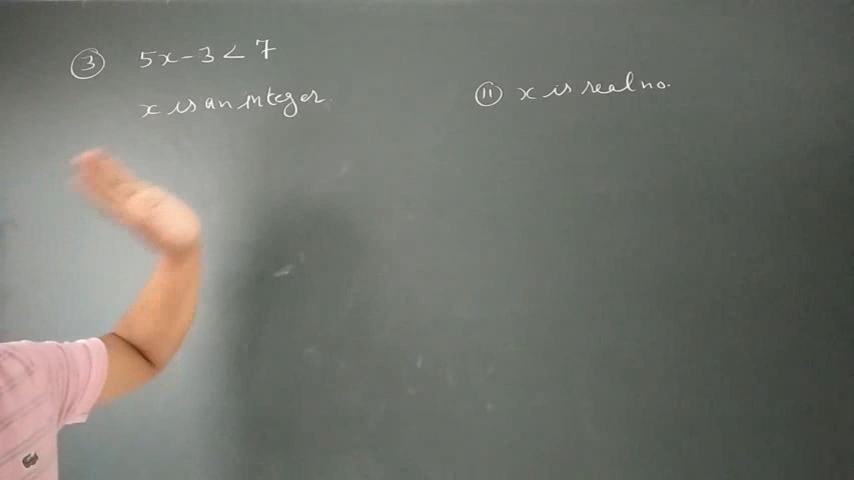 ③ 5x - 3 < 7
x is an integer.
ⓘⓘ x is real no.